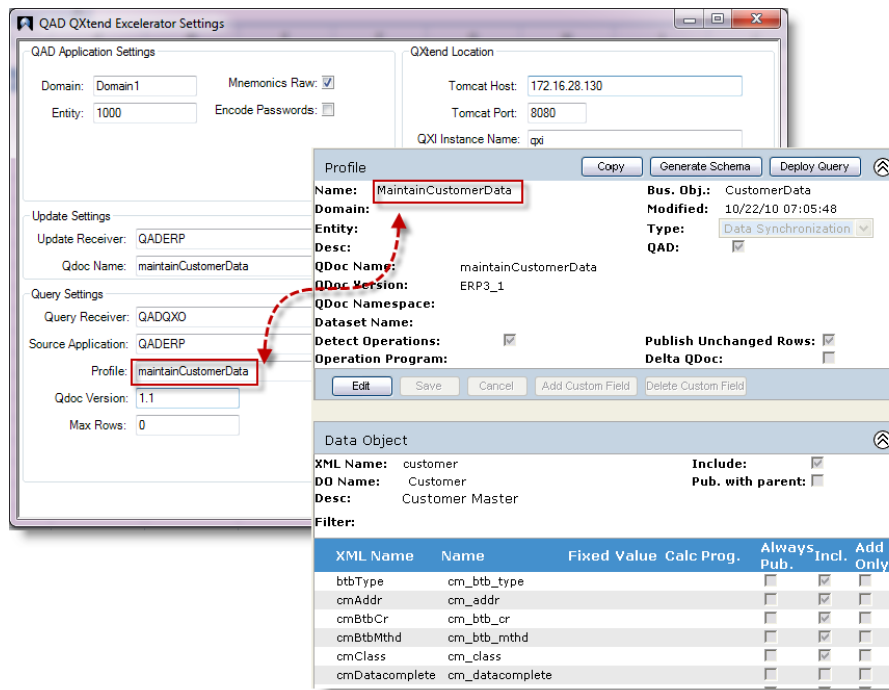 QAD QXtend Excelerator Settings
QAD Application Settings
Domain: Domain1
Mnemonics Raw:
Entity: 1000
Encode Passwords:
QXtend Location
Tomcat Host: 172.16.28.130
Tomcat Port: 8080
QXI Instance Name: qxi
Update Settings
Update Receiver: QADERP
Qdoc Name: maintainCustomerData
Query Settings
Query Receiver: QADQXO
Source Application: QADERP
Profile: maintainCustomerData
Qdoc Version: 1.1
Max Rows: 0
Profile Copy Generate Schema Deploy Query
Name: MaintainCustomerData Bus. Obj.: CustomerData
Domain: Modified: 10/22/10 07:05:48
Entity: Type: Data Synchronization
Desc: QAD:
QDoc Name: maintainCustomerData
QDoc Version: ERP3_1
QDoc Namespace:
Dataset Name:
Detect Operations: Publish Unchanged Rows:
Operation Program: Delta QDoc:
Edit Save Cancel Add Custom Field Delete Custom Field
Data Object
XML Name: customer Include:
DO Name: Customer Pub. with parent:
Desc: Customer Master
Filter:
XML Name Name Fixed Value Calc Prog. Always Pub. Incl. Add Only
btbType cm_btb_type
cmAddr cm_addr
cmBtbCr cm_btb_cr
cmBtbMthd cm_btb_mthd
cmClass cm_class
cmDatacomplete cm_datacomplete